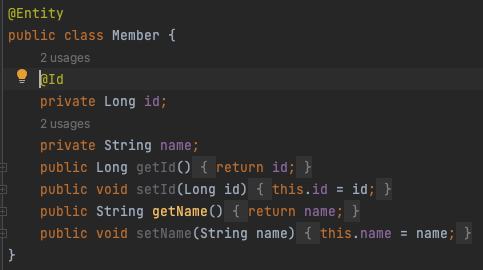 @Entity
public class Member {
2 usages
@Id
private Long id;
2 usages
private String name;
public Long getId() { return id; }
public void setId(Long id) { this.id = id; }
public String getName() { return name; }
public void setName(String name) { this.name = name; }
}